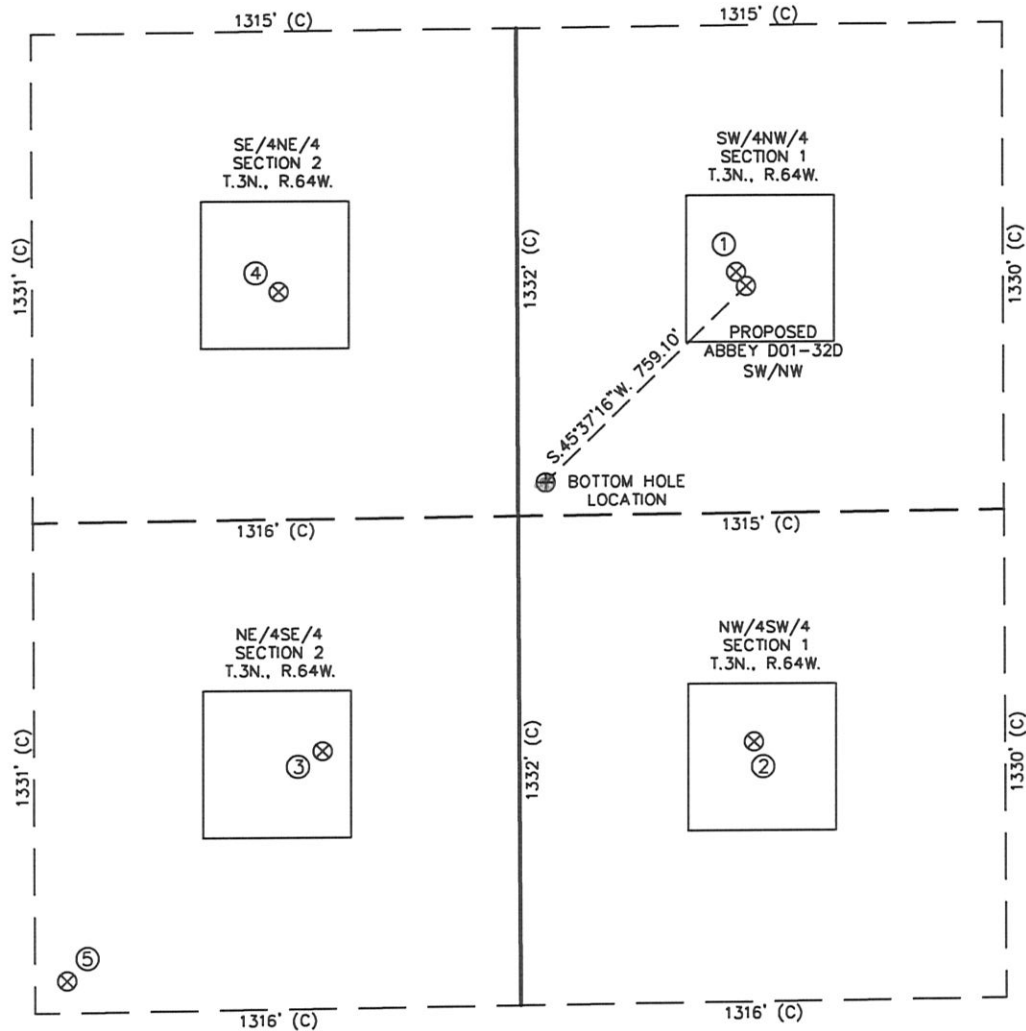 1315' (C)
1315' (C)
SE/4NE/4
SECTION 2
T.3N., R.64W.
SW/4NW/4
SECTION 1
T.3N., R.64W.
1331' (C)
4
1332' (C)
1
1330' (C)
PROPOSED
ABBEY D01-32D
SW/NW
S.45°37'16"W. 759.10'
BOTTOM HOLE
LOCATION
1316' (C)
1315' (C)
NE/4SE/4
SECTION 2
T.3N., R.64W.
NW/4SW/4
SECTION 1
T.3N., R.64W.
1331' (C)
3
1332' (C)
2
1330' (C)
5
1316' (C)
1316' (C)